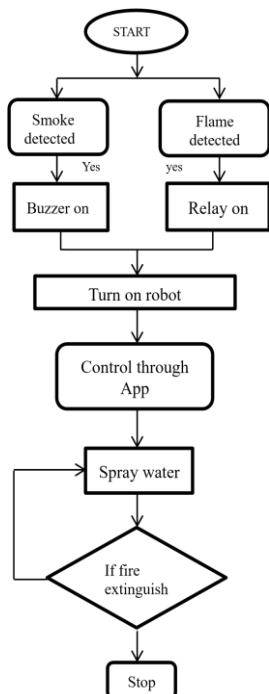 START
Smoke
detected
Flame
detected
Yes
yes
Buzzer on
Relay on
Turn on robot
Control through
App
Spray water
If fire
extinguish
Stop